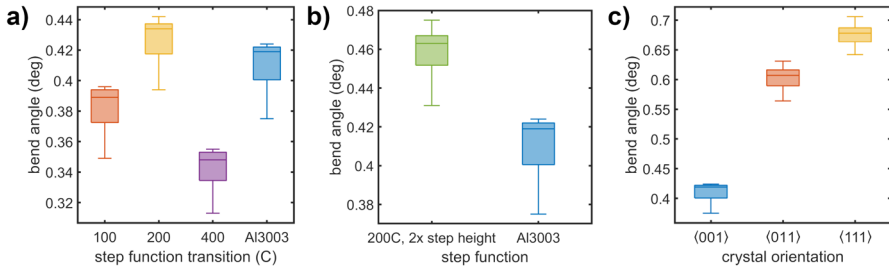 a)
bend angle (deg)
0.44
0.42
0.4
0.38
0.36
0.34
0.32
100 200 400 Al3003
step function transition (C)
b)
bend angle (deg)
0.48
0.46
0.44
0.42
0.4
0.38
200C, 2x step height Al3003
step function
c)
bend angle (deg)
0.7
0.65
0.6
0.55
0.5
0.45
0.4
⟨001⟩ ⟨011⟩ ⟨111⟩
crystal orientation